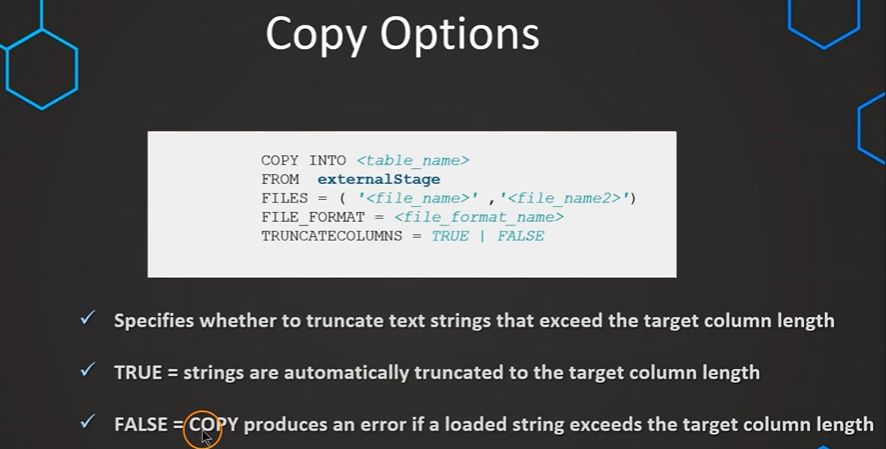 Copy Options
COPY INTO <table_name>
FROM externalStage
FILES = ( '<file_name>' ,'<file_name2>')
FILE_FORMAT = <file_format_name>
TRUNCATECOLUMNS = TRUE | FALSE
✓ Specifies whether to truncate text strings that exceed the target column length
✓ TRUE = strings are automatically truncated to the target column length
✓ FALSE = COPY produces an error if a loaded string exceeds the target column length